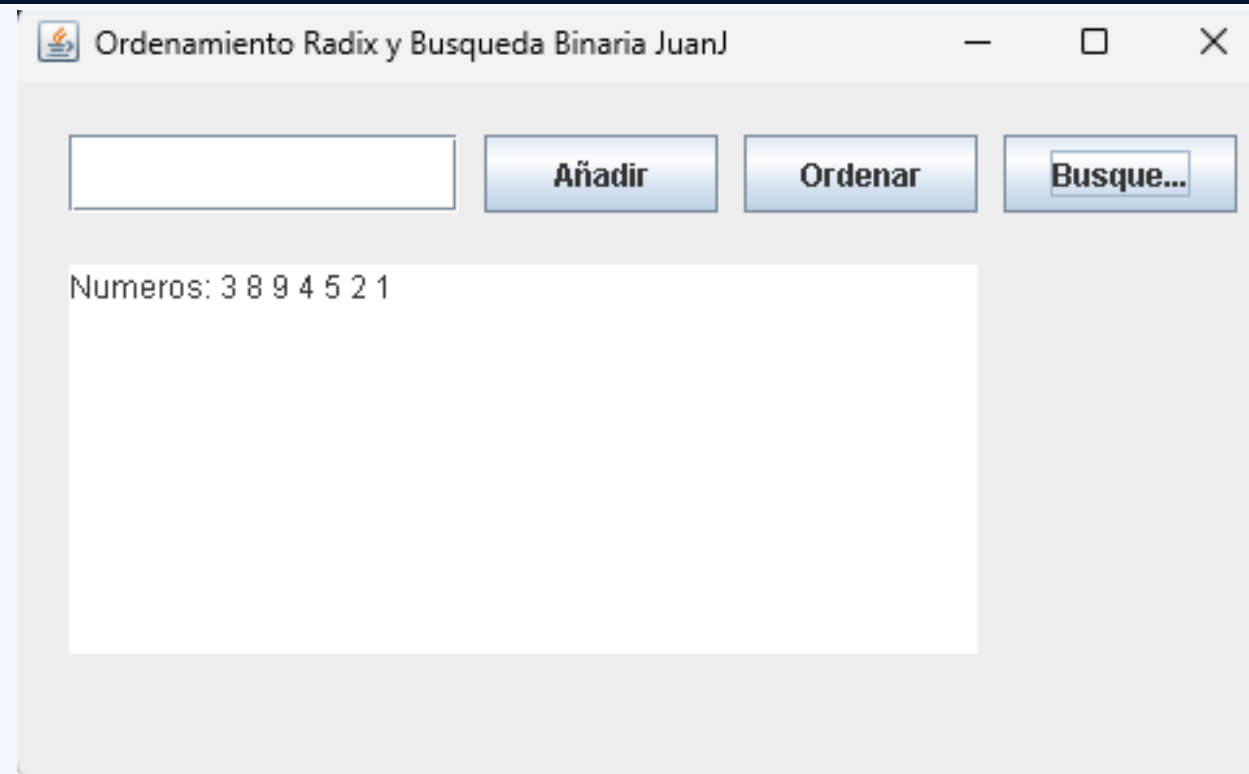 Ordenamiento Radix y Busqueda Binaria JuanJ
Añadir Ordenar Busque...
Numeros: 3 8 9 4 5 2 1